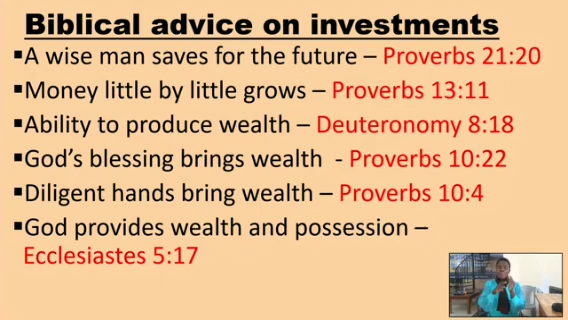 Biblical advice on investments
▪A wise man saves for the future – Proverbs 21:20
▪Money little by little grows – Proverbs 13:11
▪Ability to produce wealth – Deuteronomy 8:18
▪God’s blessing brings wealth - Proverbs 10:22
▪Diligent hands bring wealth – Proverbs 10:4
▪God provides wealth and possession –
Ecclesiastes 5:17